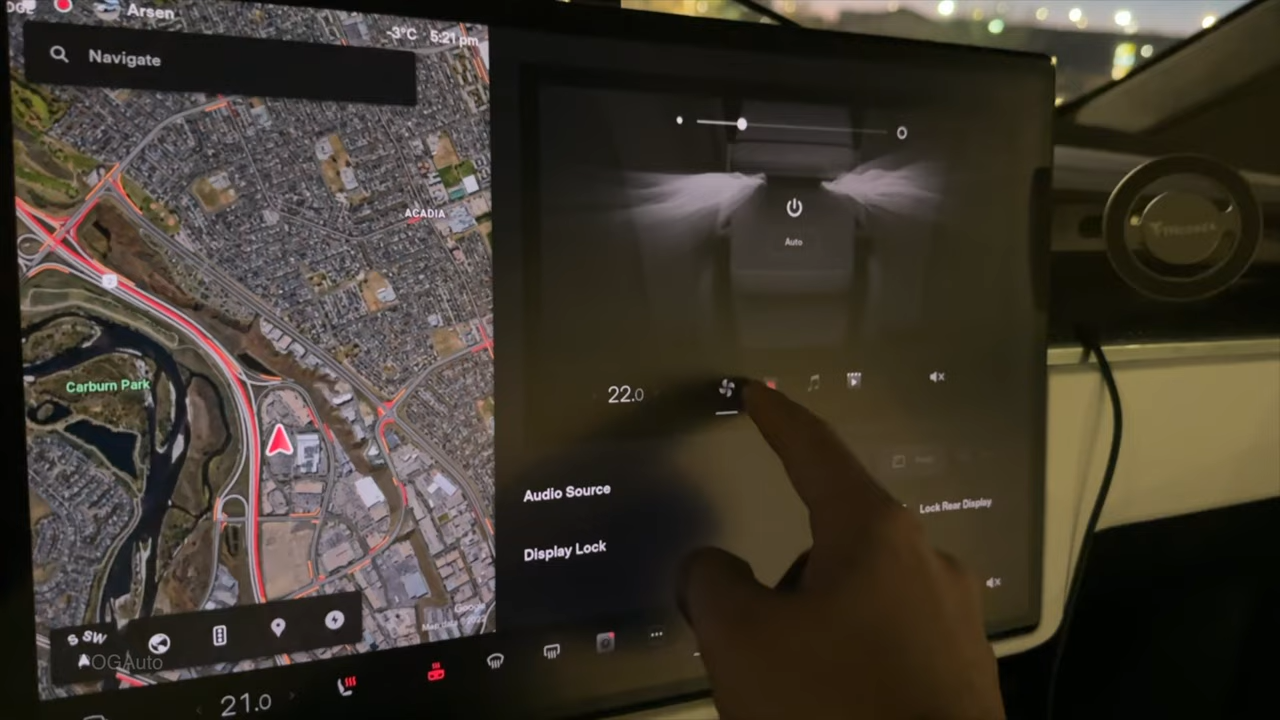 Arsen
-3°C 5:21 pm
Navigate
ACADIA
Auto
Carburn Park
22.0
Audio Source
Lock Rear Display
Display Lock
Google
S SW
OGAuto
21.0